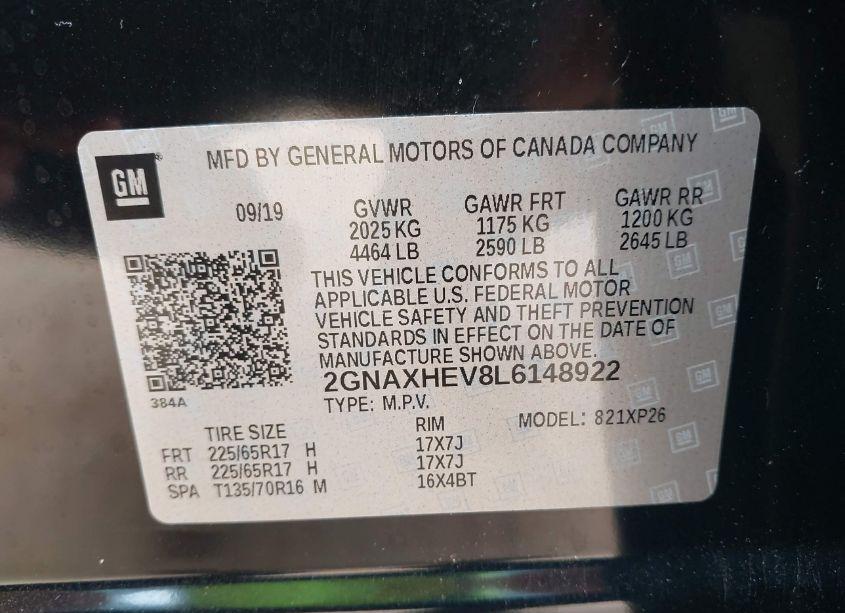 GM
MFD BY GENERAL MOTORS OF CANADA COMPANY
09/19
GVWR GAWR FRT GAWR RR
2025 KG 1175 KG 1200 KG
4464 LB 2590 LB 2645 LB
THIS VEHICLE CONFORMS TO ALL
APPLICABLE U.S. FEDERAL MOTOR
VEHICLE SAFETY AND THEFT PREVENTION
STANDARDS IN EFFECT ON THE DATE OF
MANUFACTURE SHOWN ABOVE.
2GNAXHEV8L6148922
384A
TYPE: M.P.V.
MODEL: 821XP26
TIRE SIZE RIM
FRT 225/65R17 H 17X7J
RR 225/65R17 H 17X7J
SPA T135/70R16 M 16X4BT